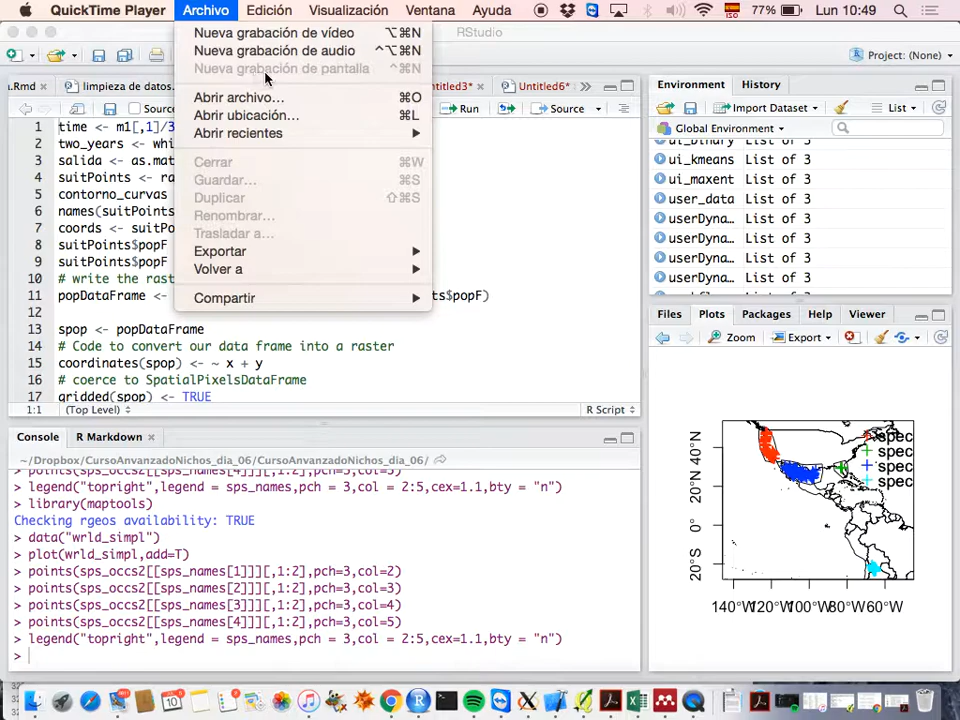 QuickTime Player Archivo Edición Visualización Ventana Ayuda 77% Lun 10:49
RStudio
Nueva grabación de vídeo ⌥⌘N
Nueva grabación de audio ^⌥⌘N
Nueva grabación de pantalla ^⌘N
Abrir archivo… ⌘O
Abrir ubicación… ⌘L
Abrir recientes
Cerrar ⌘W
Guardar… ⌘S
Duplicar ⇧⌘S
Renombrar…
Trasladar a…
Exportar
Volver a
Compartir
Project: (None)
.Rmd limpieza de datos. ntitled3* Untitled6*
Source Run Source
1 time <- m1[,1]/3
2 two_years <- whi
3 salida <- as.mat
4 suitPoints <- ra
5 contorno_curvas
6 names(suitPoints
7 coords <- suitPo
8 suitPoints$popF
9 suitPoints$popF
10 # write the rast
11 popDataFrame <- ts$popF)
12
13 spop <- popDataFrame
14 # Code to convert our data frame into a raster
15 coordinates(spop) <- ~ x + y
16 # coerce to SpatialPixelsDataFrame
17 gridded(spop) <- TRUE
1:1 (Top Level) R Script
Console R Markdown
~/Dropbox/CursoAnvanzadoNichos_dia_06/CursoAnvanzadoNichos_dia_06/
> legend("topright",legend = sps_names,pch = 3,col = 2:5,cex=1.1,bty = "n")
> library(maptools)
Checking rgeos availability: TRUE
> data("wrld_simpl")
> plot(wrld_simpl,add=T)
> points(sps_occs2[[sps_names[1]]][,1:2],pch=3,col=2)
> points(sps_occs2[[sps_names[2]]][,1:2],pch=3,col=3)
> points(sps_occs2[[sps_names[3]]][,1:2],pch=3,col=4)
> points(sps_occs2[[sps_names[4]]][,1:2],pch=3,col=5)
> legend("topright",legend = sps_names,pch = 3,col = 2:5,cex=1.1,bty = "n")
>
Environment History
Import Dataset List
Global Environment
ui_kmeans List of 3
ui_maxent List of 3
user_data List of 3
userDyna… List of 3
userDyna… List of 3
userDyna… List of 3
Files Plots Packages Help Viewer
Zoom Export
spec
spec
spec
spec
40°N
20°N
0°
20°S
140°W 120°W 100°W 80°W 60°W